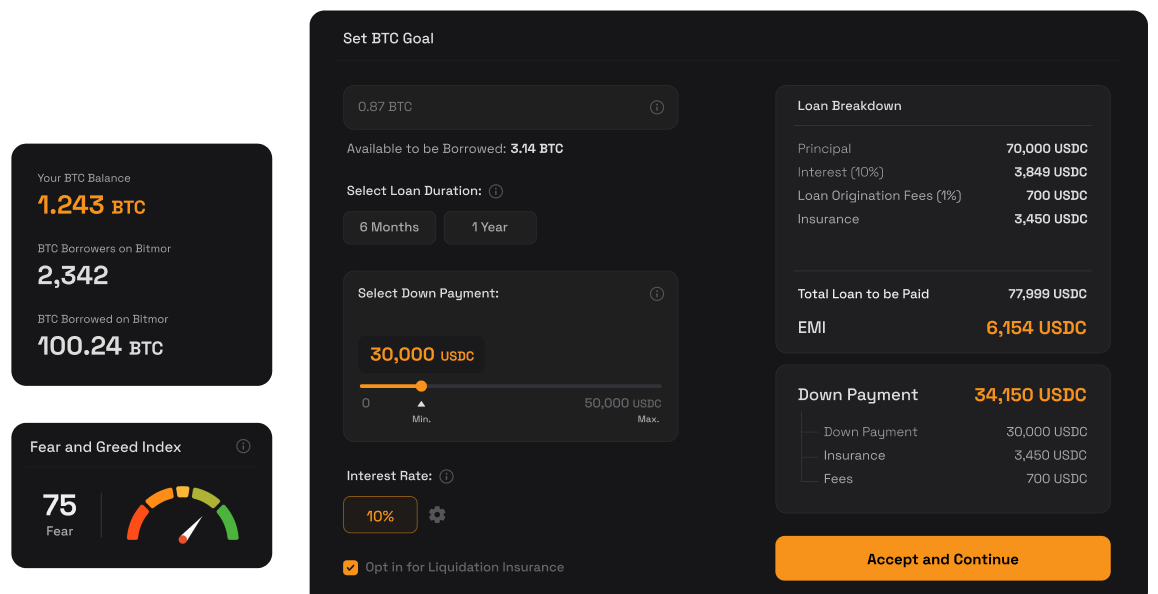 Your BTC Balance
1.243 BTC
BTC Borrowers on Bitmor
2,342
BTC Borrowed on Bitmor
100.24 BTC
Fear and Greed Index
75
Fear
Set BTC Goal
0.87 BTC
Available to be Borrowed: 3.14 BTC
Select Loan Duration:
6 Months
1 Year
Select Down Payment:
30,000 USDC
0
50,000 USDC
Min.
Max.
Interest Rate:
10%
Opt in for Liquidation Insurance
Loan Breakdown
Principal 70,000 USDC
Interest (10%) 3,849 USDC
Loan Origination Fees (1%) 700 USDC
Insurance 3,450 USDC
Total Loan to be Paid 77,999 USDC
EMI 6,154 USDC
Down Payment 34,150 USDC
Down Payment 30,000 USDC
Insurance 3,450 USDC
Fees 700 USDC
Accept and Continue